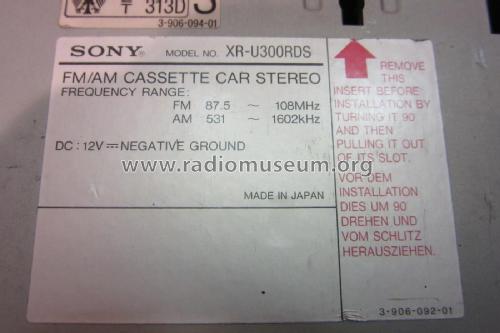 313D
3-906-094-01
SONY® MODEL NO. XR-U300RDS
FM/AM CASSETTE CAR STEREO
FREQUENCY RANGE:
FM 87.5 ~ 108MHz
AM 531 ~ 1602kHz
DC : 12V⎓NEGATIVE GROUND
MADE IN JAPAN
REMOVE
THIS
INSERT BEFORE
INSTALLATION BY
TURNING IT 90
AND THEN
PULLING IT OUT
OF ITS SLOT.
VOR DEM
INSTALLATION
DIES UM 90
DREHEN UND
VOM SCHLITZ
HERAUSZIEHEN.
3-906-092-01
© www.radiomuseum.org